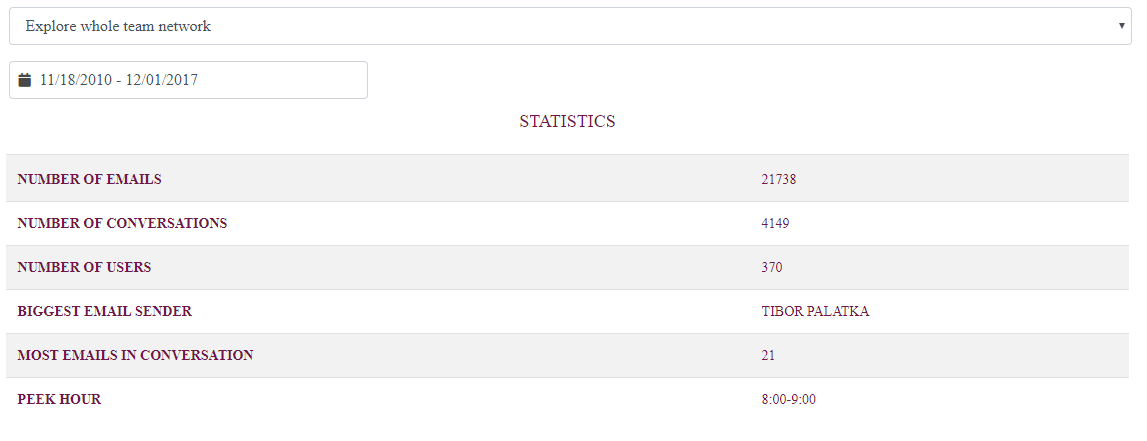 Explore whole team network
11/18/2010 - 12/01/2017
STATISTICS
NUMBER OF EMAILS 21738
NUMBER OF CONVERSATIONS 4149
NUMBER OF USERS 370
BIGGEST EMAIL SENDER TIBOR PALATKA
MOST EMAILS IN CONVERSATION 21
PEEK HOUR 8:00-9:00